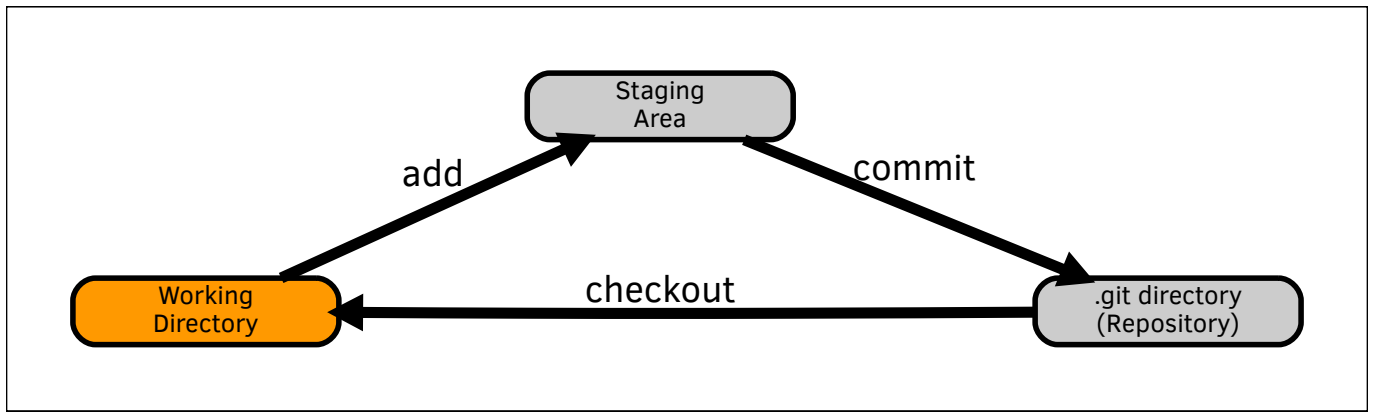 Staging
Area
add
commit
checkout
Working
Directory
.git directory
(Repository)